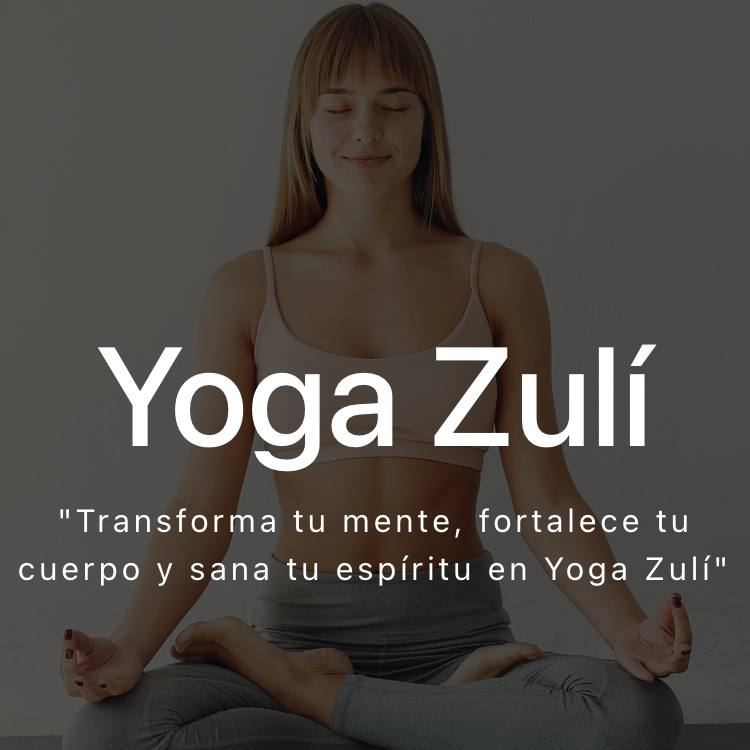 Yoga Zulí
"Transforma tu mente, fortalece tu
cuerpo y sana tu espíritu en Yoga Zulí"